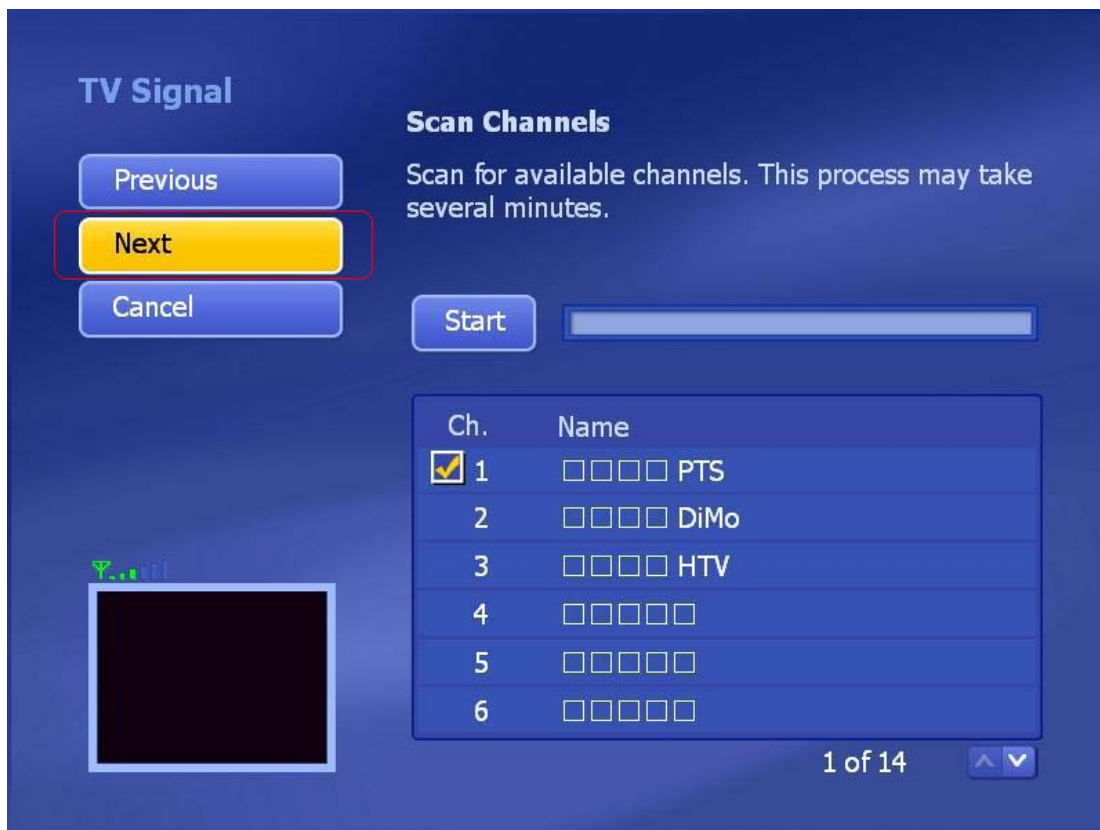 TV Signal
Previous
Next
Cancel
Scan Channels
Scan for available channels. This process may take
several minutes.
Start
Ch. Name
1 □□□□ PTS
2 □□□□ DiMo
3 □□□□ HTV
4 □□□□□
5 □□□□□
6 □□□□□
1 of 14